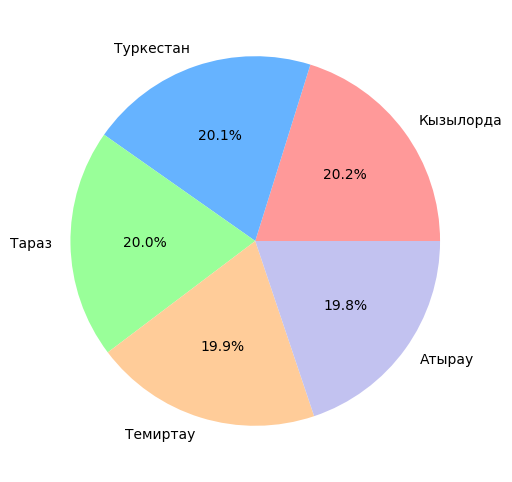 Туркестан
Кызылорда
20.1%
20.2%
Тараз
20.0%
19.8%
19.9%
Атырау
Темиртау